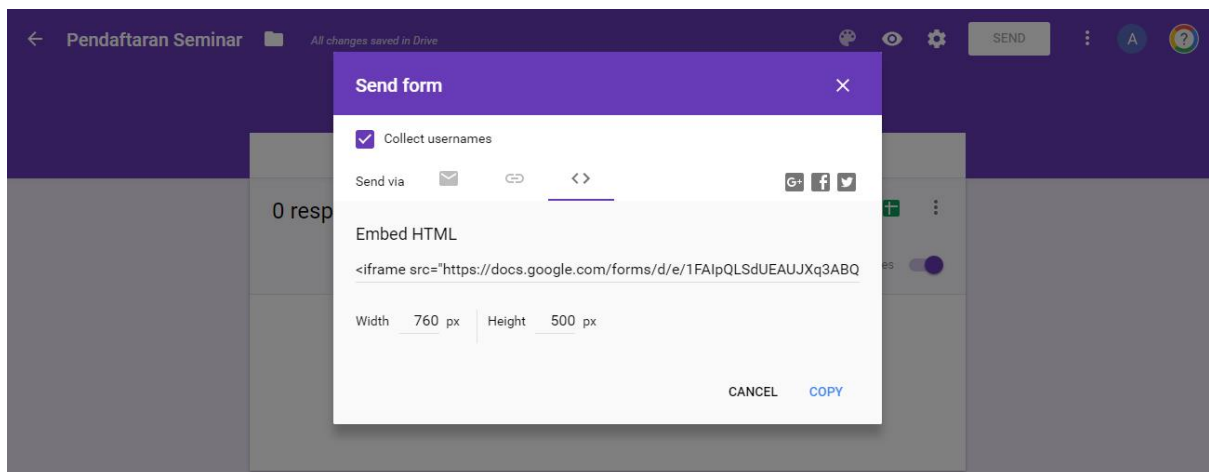 Pendaftaran Seminar All changes saved in Drive SEND A ?
Send form
Collect usernames
Send via <> G+ f
0 resp
Embed HTML
<iframe src="https://docs.google.com/forms/d/e/1FAIpQLSdUEAUJXq3ABQ
es
Width 760 px Height 500 px
CANCEL COPY